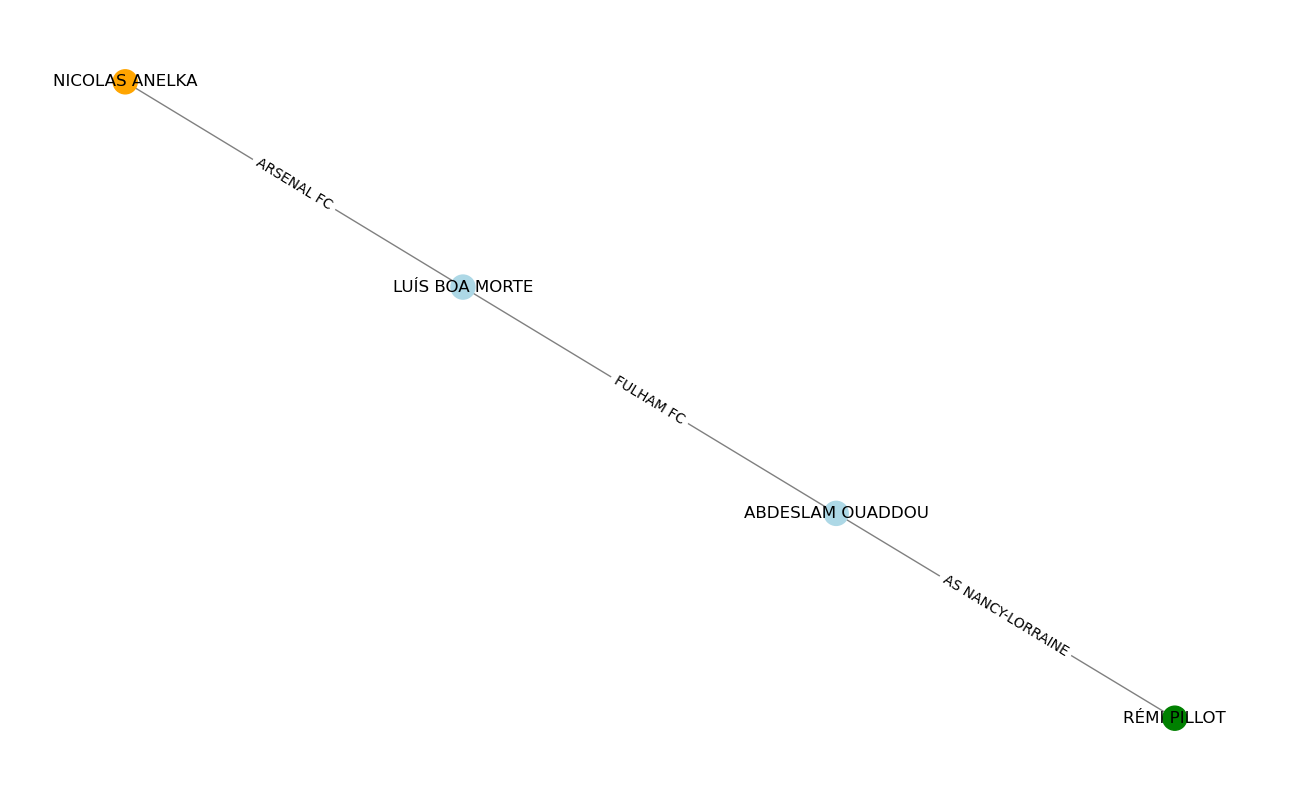 NICOLAS ANELKA
ARSENAL FC
LUÍS BOA MORTE
FULHAM FC
ABDESLAM OUADDOU
AS NANCY-LORRAINE
RÉMI PILLOT